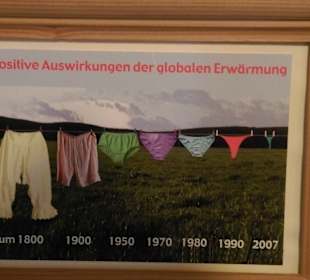 ositive Auswirkungen der globalen Erwärmung
um 1800 1900 1950 1970 1980 1990 2007